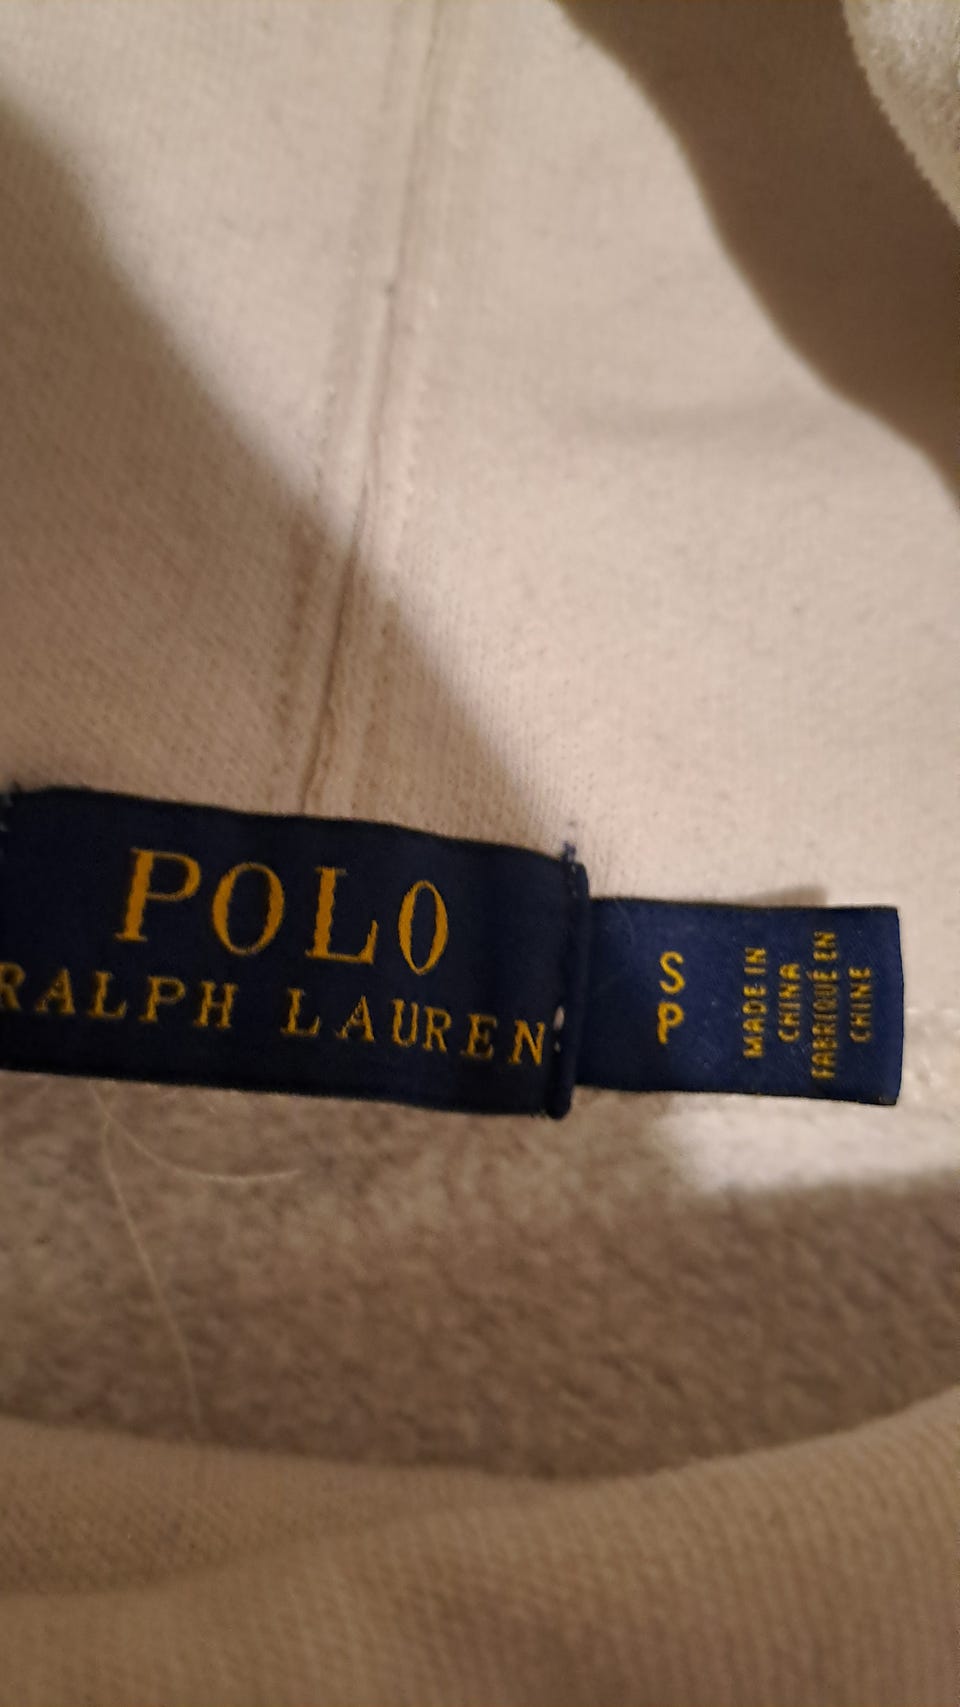 POLO
RALPH LAUREN
S
P
MADE IN
CHINA
FABRIQUÉ EN
CHINE